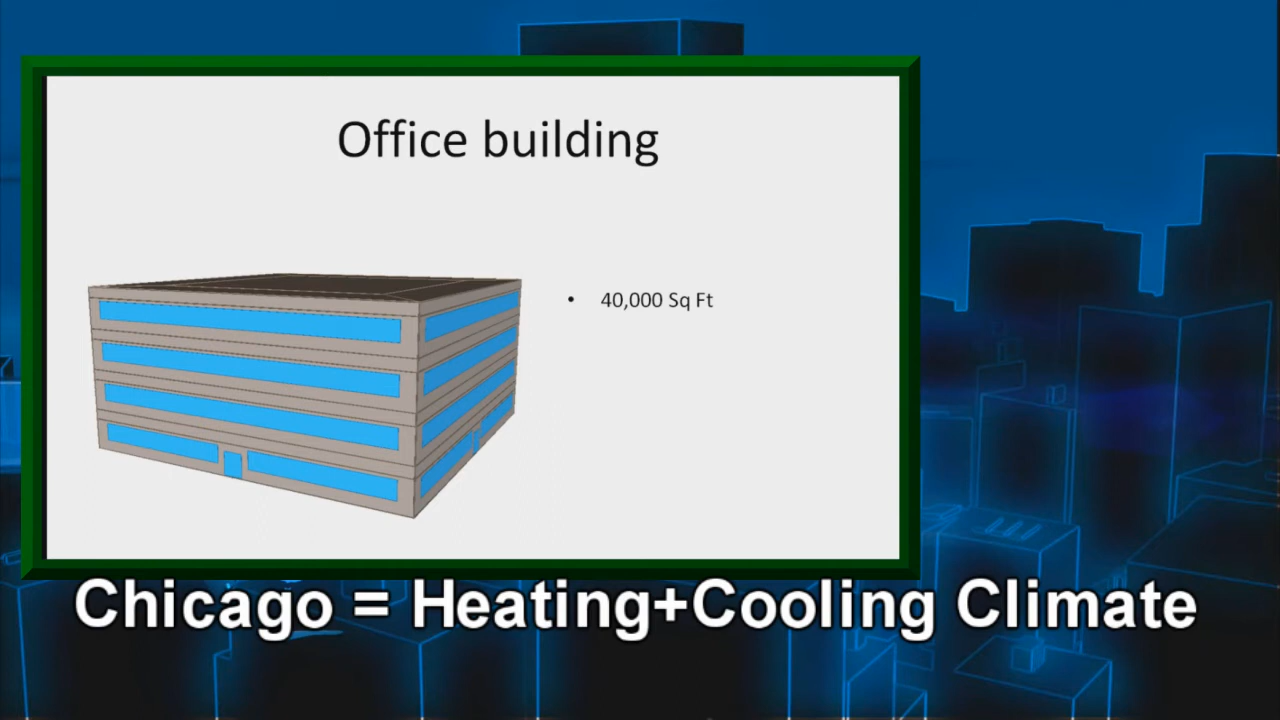 Office building
• 40,000 Sq Ft
Chicago = Heating+Cooling Climate